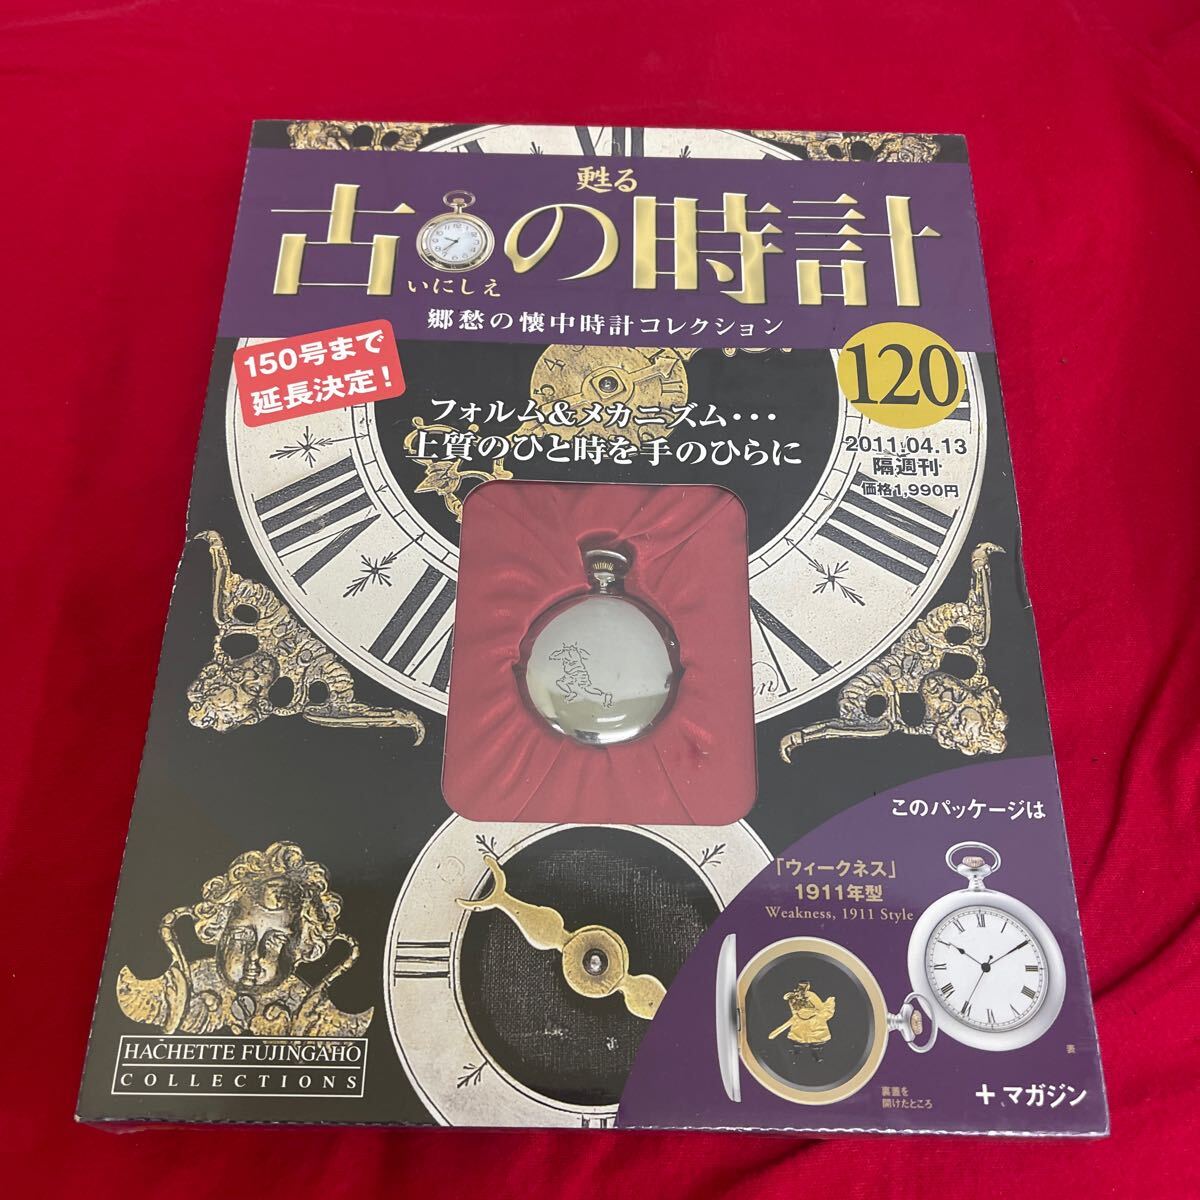 甦る
古の時計
いにしえ
郷愁の懐中時計コレクション
150号まで
延長決定!
120
2011.04.13
隔週刊
価格1,990円
フォルム&メカニズム・・・
上質のひと時を手のひらに
このパッケージは
「ウィークネス」
1911年型
Weakness, 1911 Style
表
裏蓋を
開けたところ
+マガジン
HACHETTE FUJINGAHO
COLLECTIONS